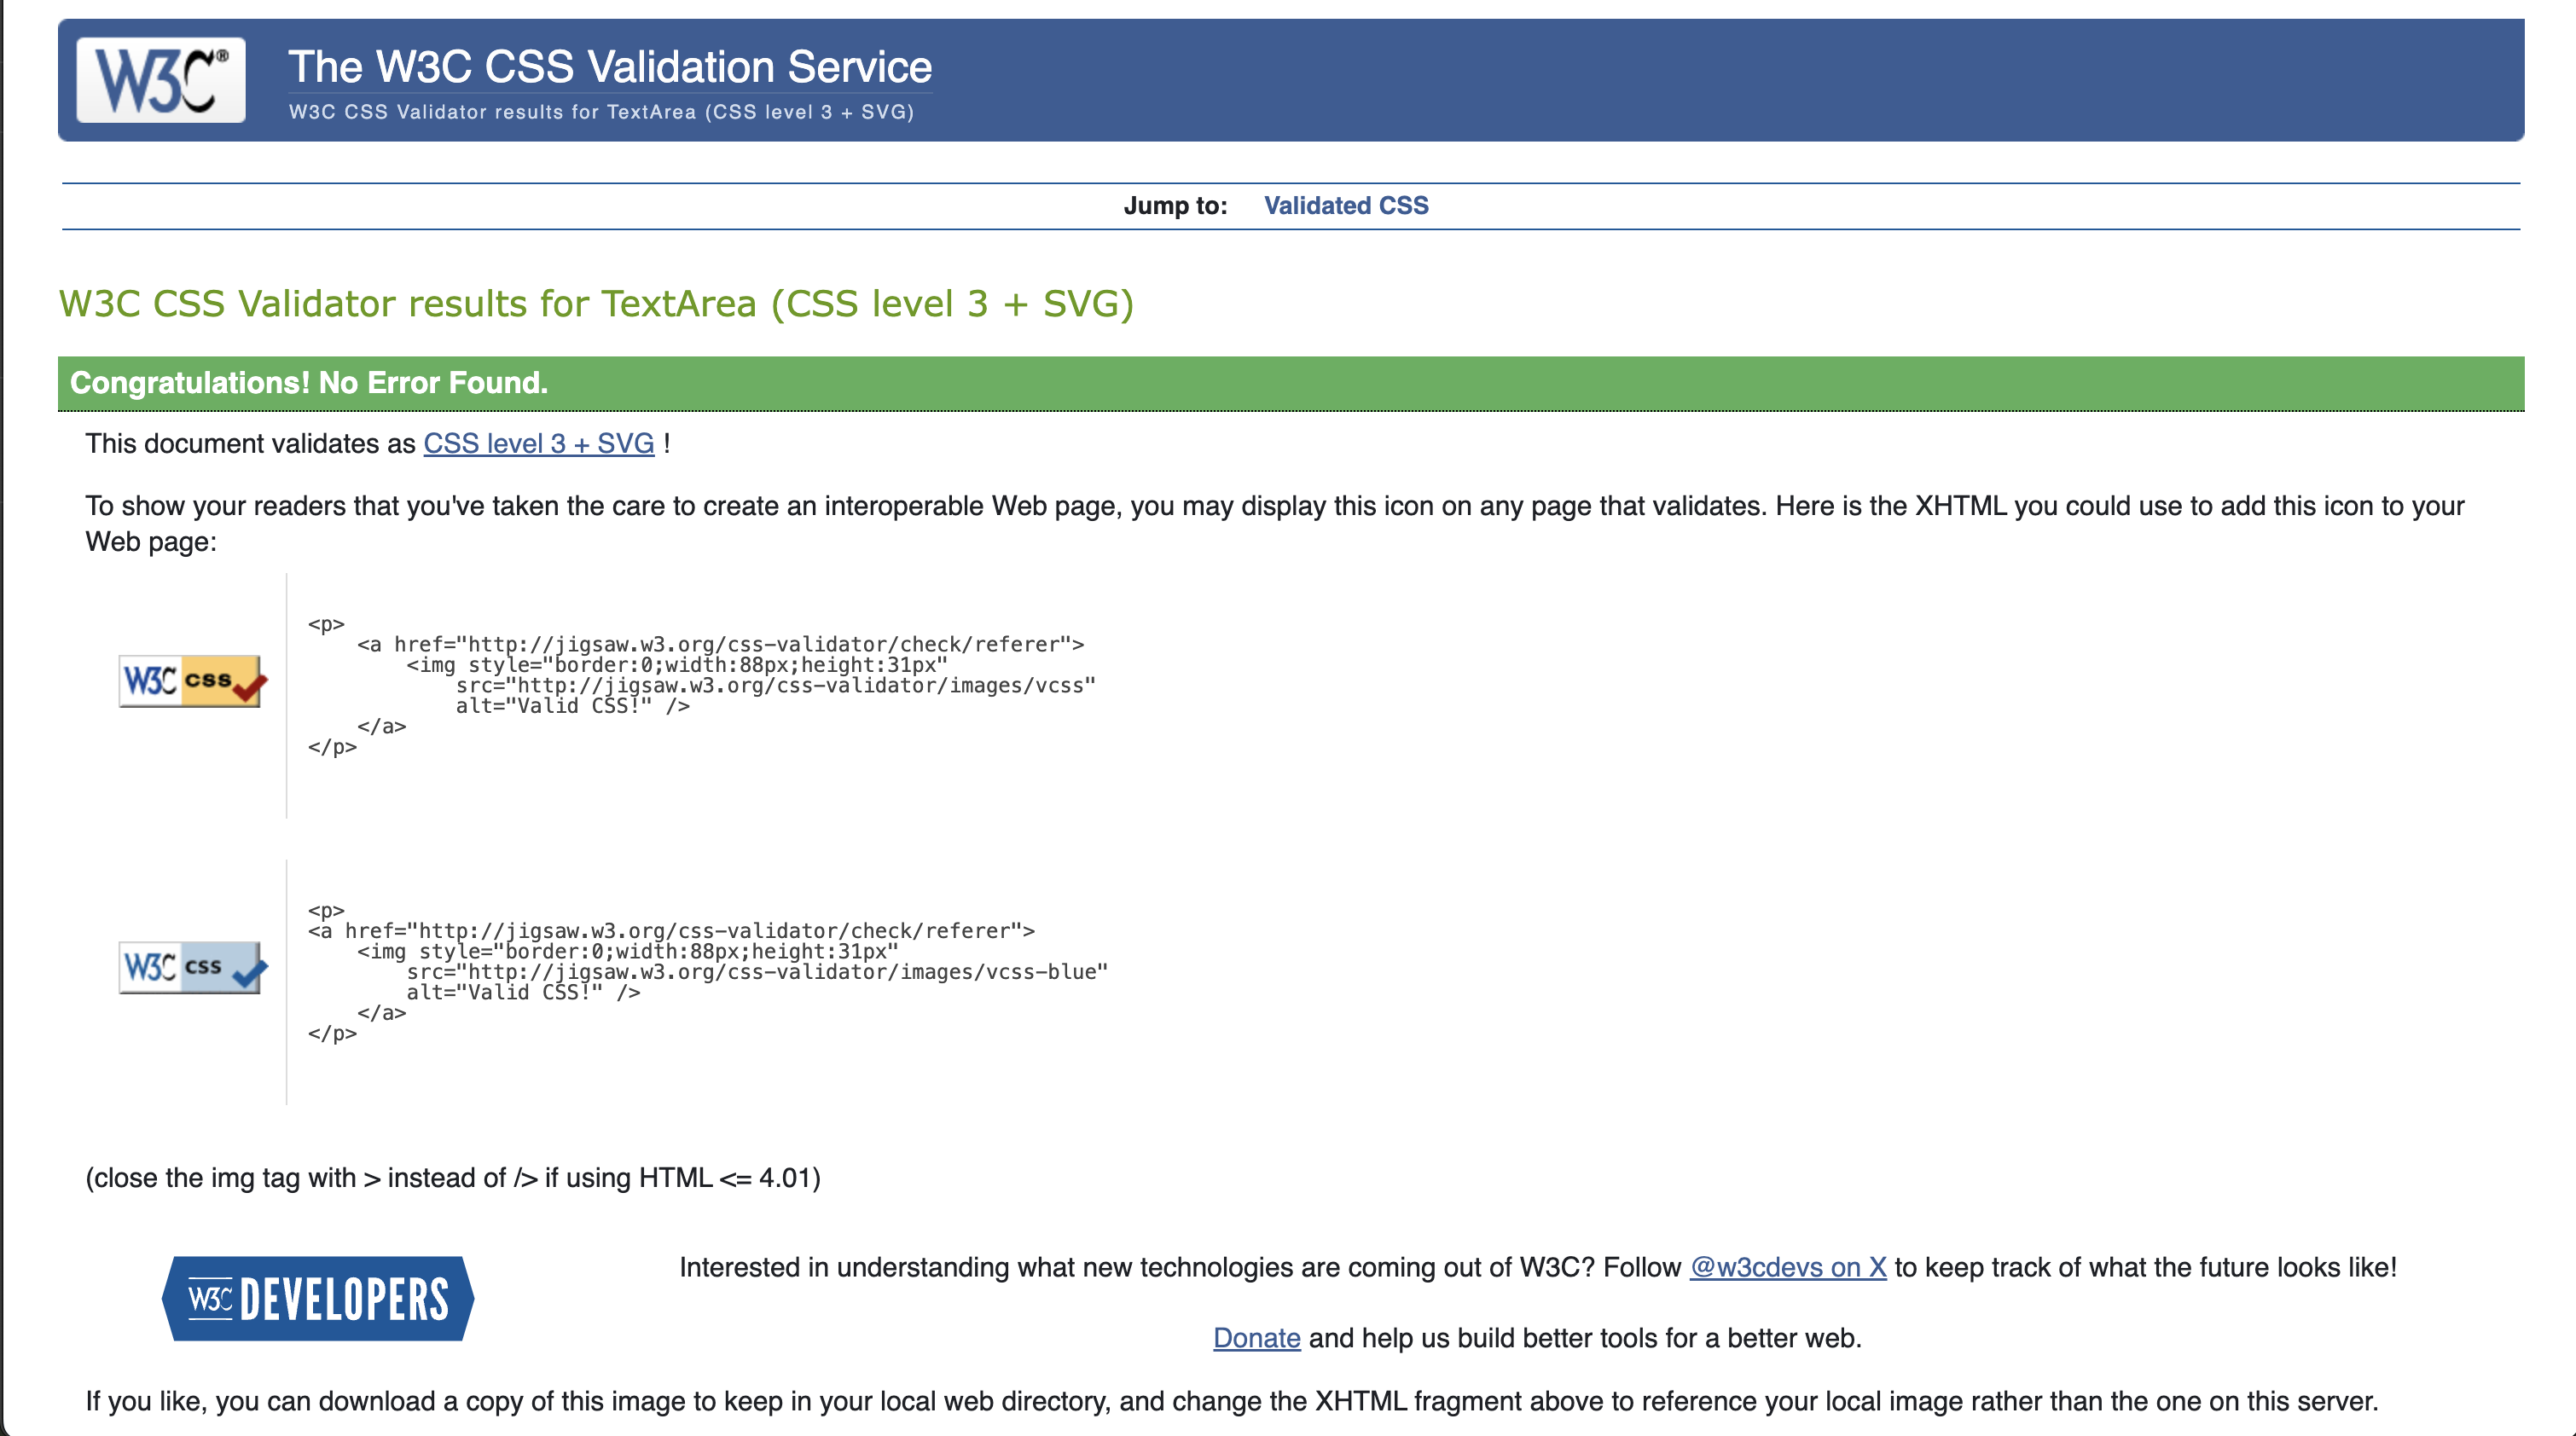 W3C®
The W3C CSS Validation Service
W3C CSS Validator results for TextArea (CSS level 3 + SVG)
Jump to: Validated CSS
W3C CSS Validator results for TextArea (CSS level 3 + SVG)
Congratulations! No Error Found.
This document validates as CSS level 3 + SVG !
To show your readers that you've taken the care to create an interoperable Web page, you may display this icon on any page that validates. Here is the XHTML you could use to add this icon to your
Web page:
W3C css
<p>
    <a href="http://jigsaw.w3.org/css-validator/check/referer">
        <img style="border:0;width:88px;height:31px"
            src="http://jigsaw.w3.org/css-validator/images/vcss"
            alt="Valid CSS!" />
    </a>
</p>
W3C css
<p>
<a href="http://jigsaw.w3.org/css-validator/check/referer">
    <img style="border:0;width:88px;height:31px"
        src="http://jigsaw.w3.org/css-validator/images/vcss-blue"
        alt="Valid CSS!" />
    </a>
</p>
(close the img tag with > instead of /> if using HTML <= 4.01)
W3C DEVELOPERS
Interested in understanding what new technologies are coming out of W3C? Follow @w3cdevs on X to keep track of what the future looks like!
Donate and help us build better tools for a better web.
If you like, you can download a copy of this image to keep in your local web directory, and change the XHTML fragment above to reference your local image rather than the one on this server.